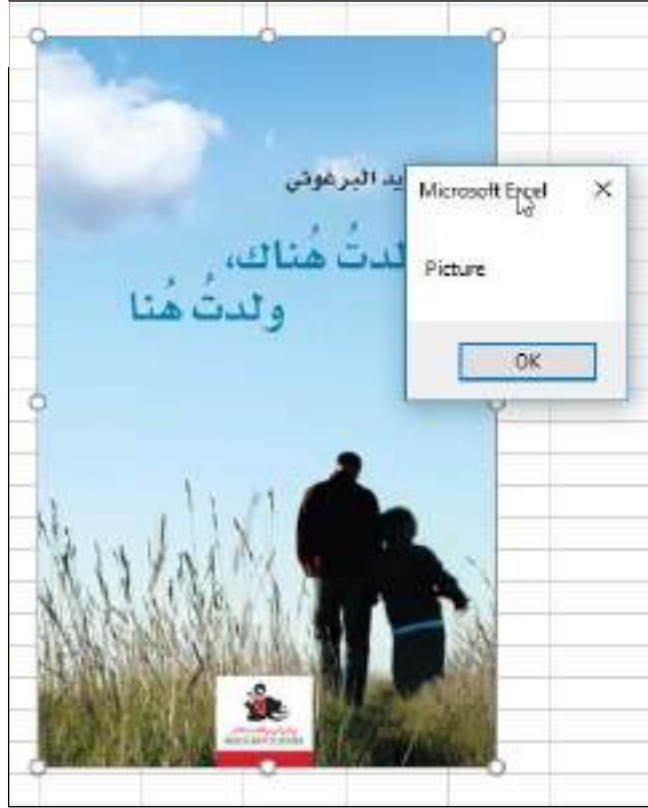 يد البرغوثي
لدتُ هُناك،
ولدتُ هُنا
Microsoft Excel
Picture
OK